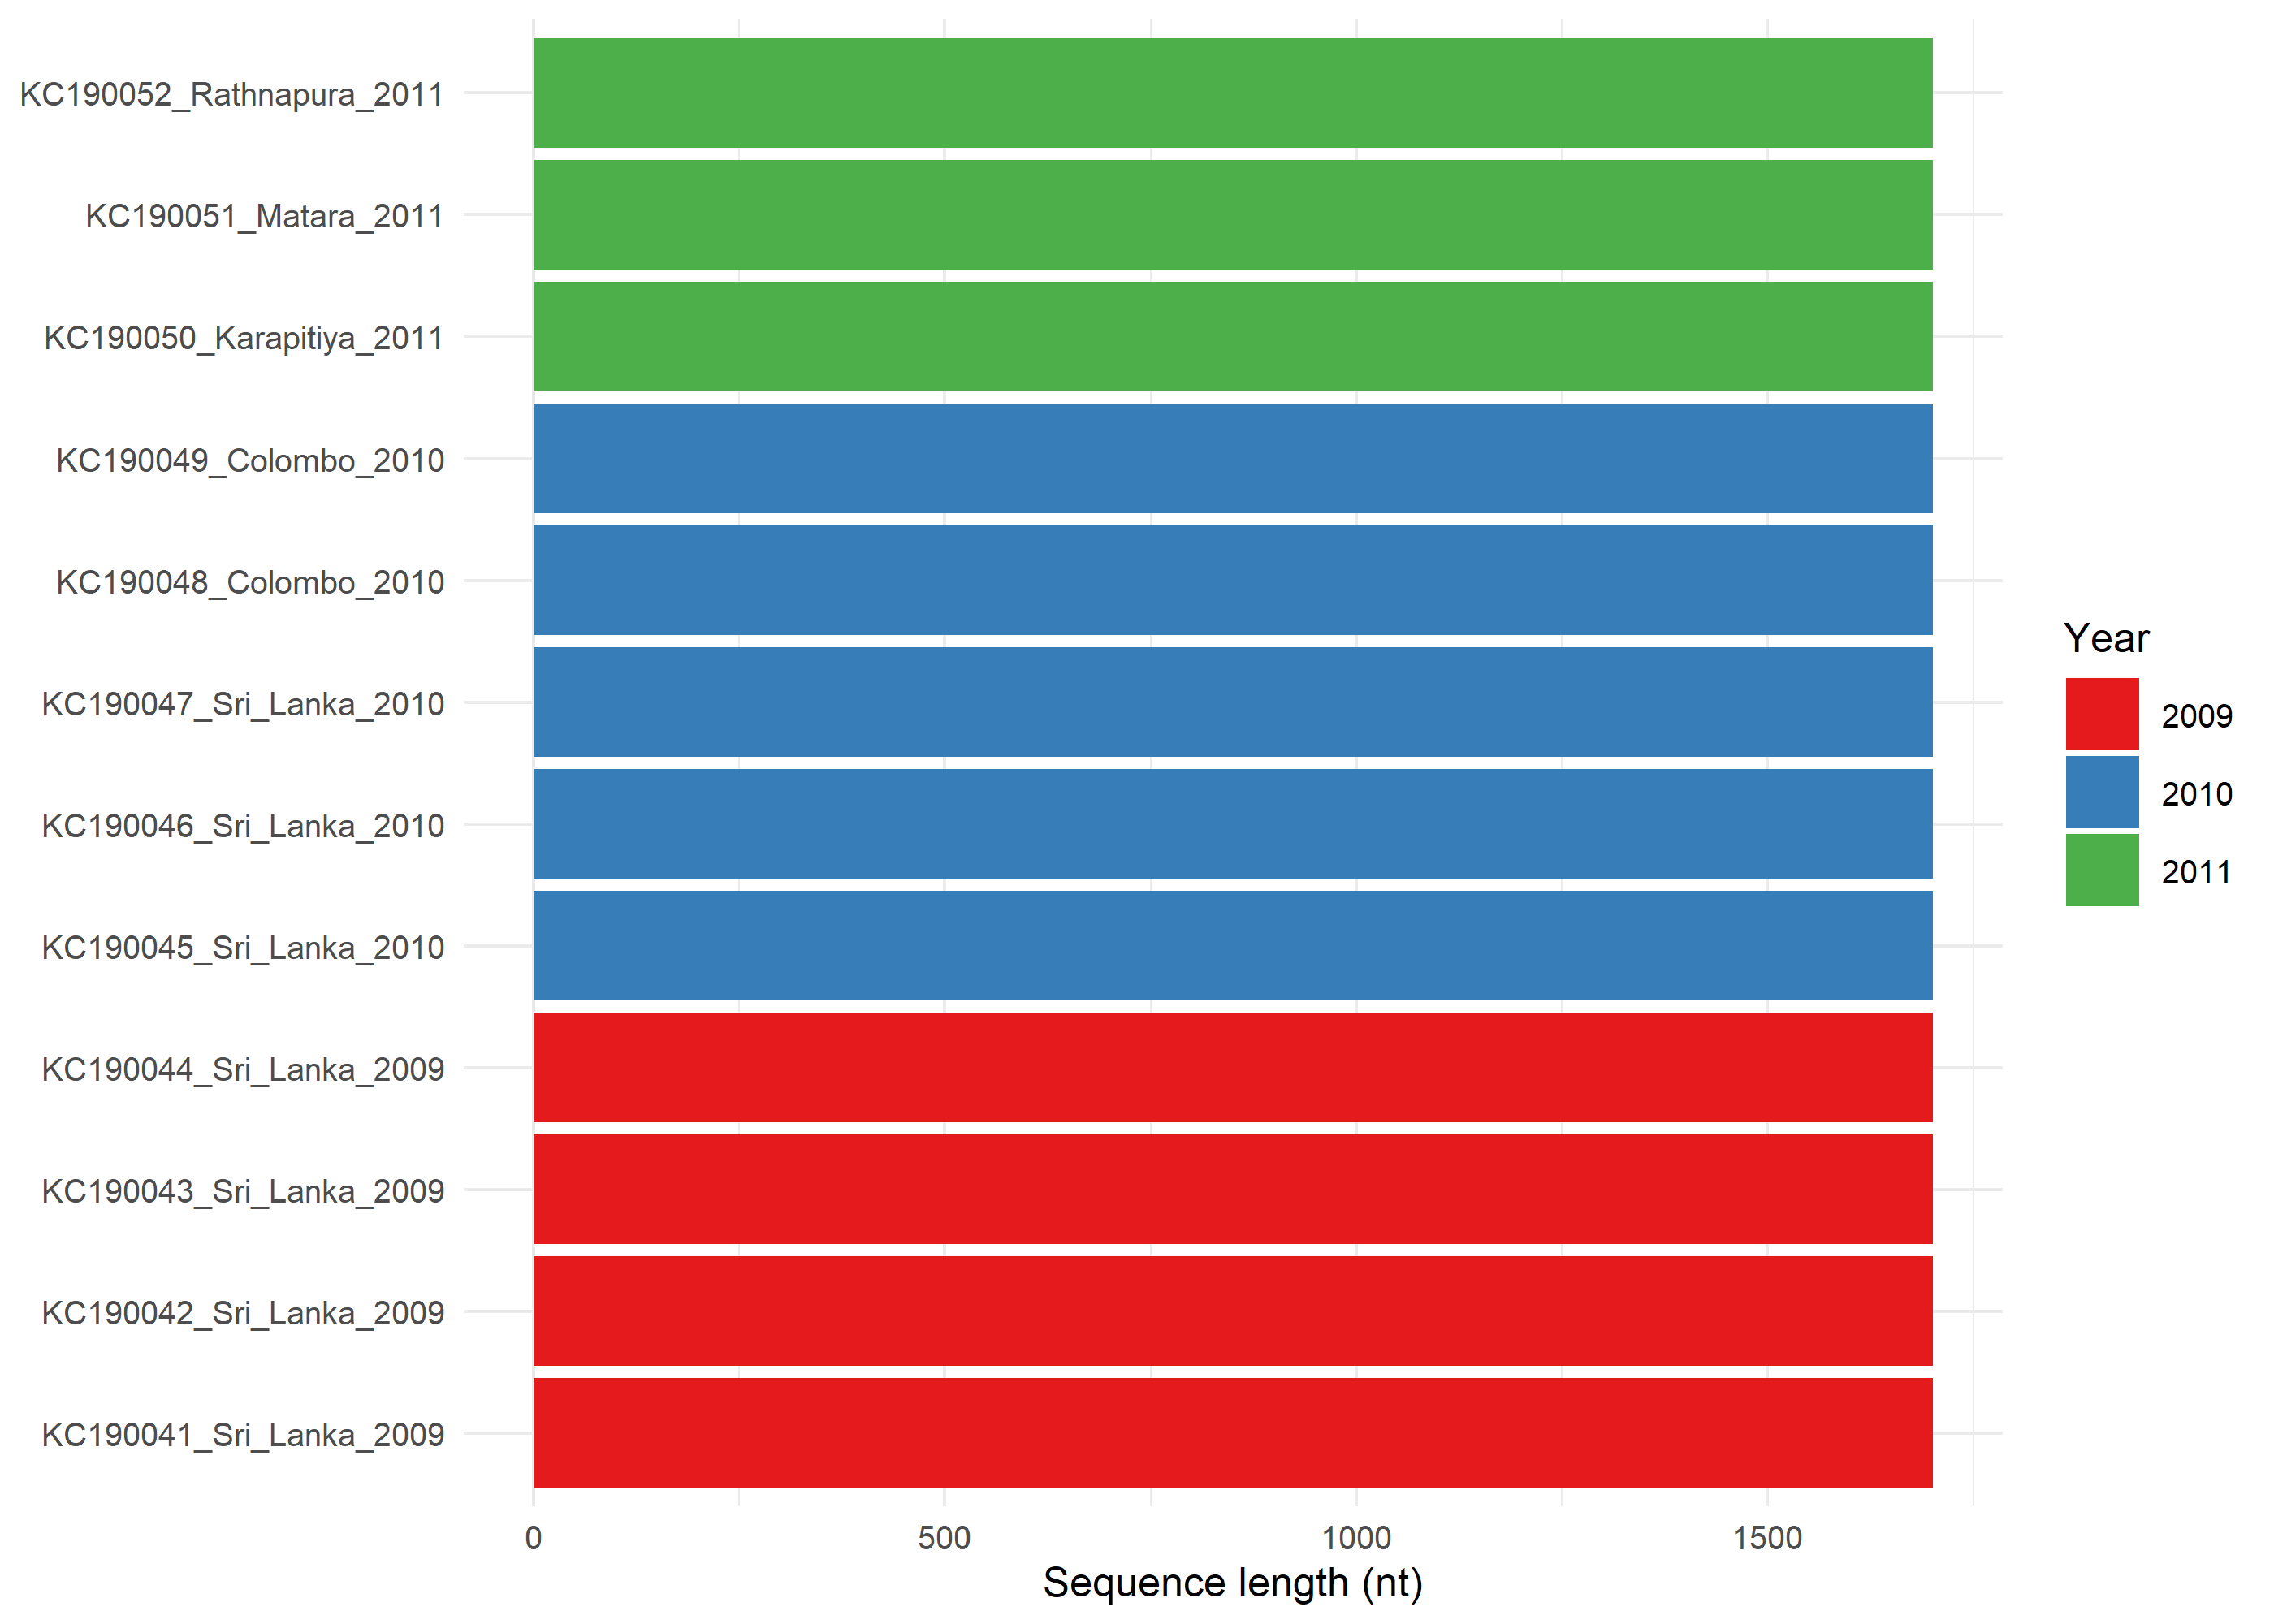 KC190052_Rathnapura_2011
KC190051_Matara_2011
KC190050_Karapitiya_2011
KC190049_Colombo_2010
KC190048_Colombo_2010
KC190047_Sri_Lanka_2010
KC190046_Sri_Lanka_2010
KC190045_Sri_Lanka_2010
KC190044_Sri_Lanka_2009
KC190043_Sri_Lanka_2009
KC190042_Sri_Lanka_2009
KC190041_Sri_Lanka_2009
0 500 1000 1500
Sequence length (nt)
Year
2009
2010
2011